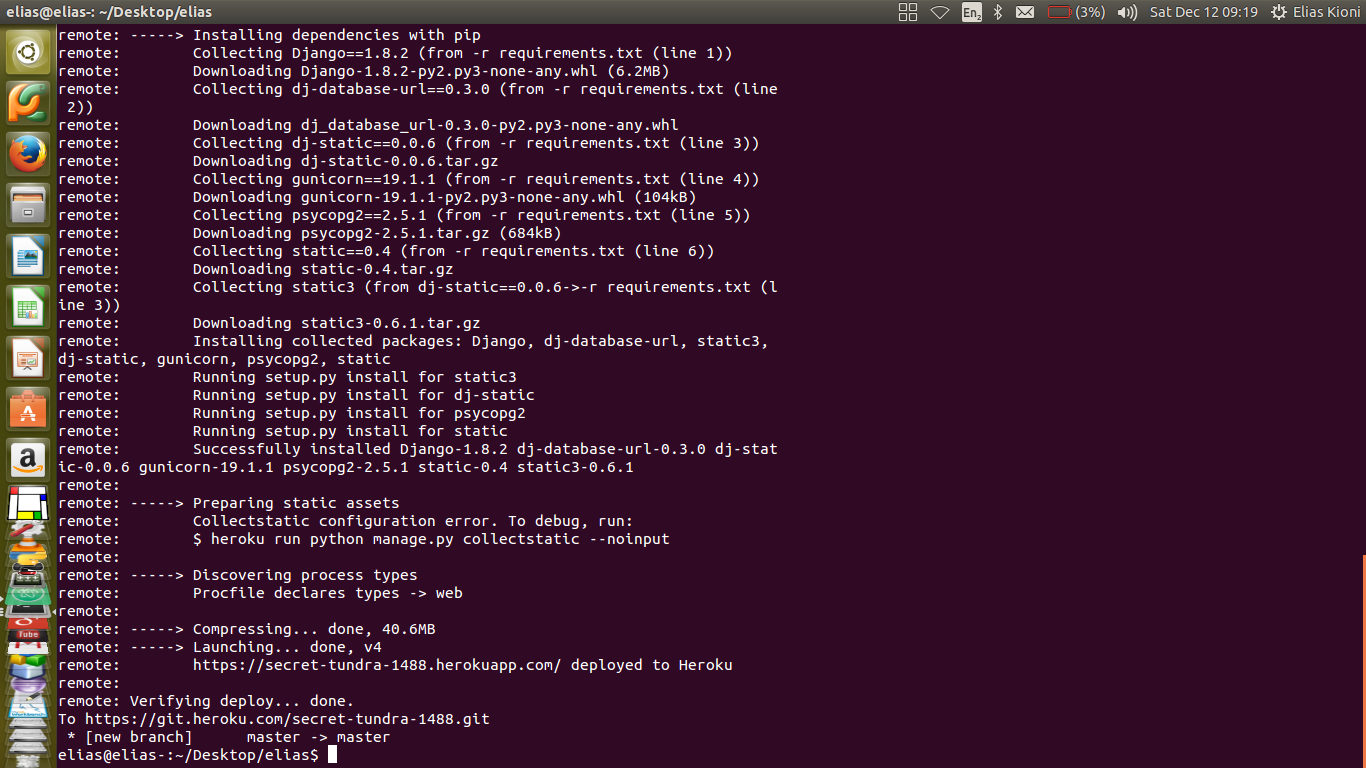 elias@elias-: ~/Desktop/elias
En2
(3%)
Sat Dec 12 09:19
Elias Kioni
remote: -----> Installing dependencies with pip
remote:        Collecting Django==1.8.2 (from -r requirements.txt (line 1))
remote:        Downloading Django-1.8.2-py2.py3-none-any.whl (6.2MB)
remote:        Collecting dj-database-url==0.3.0 (from -r requirements.txt (line
 2))
remote:        Downloading dj_database_url-0.3.0-py2.py3-none-any.whl
remote:        Collecting dj-static==0.0.6 (from -r requirements.txt (line 3))
remote:        Downloading dj-static-0.0.6.tar.gz
remote:        Collecting gunicorn==19.1.1 (from -r requirements.txt (line 4))
remote:        Downloading gunicorn-19.1.1-py2.py3-none-any.whl (104kB)
remote:        Collecting psycopg2==2.5.1 (from -r requirements.txt (line 5))
remote:        Downloading psycopg2-2.5.1.tar.gz (684kB)
remote:        Collecting static==0.4 (from -r requirements.txt (line 6))
remote:        Downloading static-0.4.tar.gz
remote:        Collecting static3 (from dj-static==0.0.6->-r requirements.txt (l
ine 3))
remote:        Downloading static3-0.6.1.tar.gz
remote:        Installing collected packages: Django, dj-database-url, static3,
dj-static, gunicorn, psycopg2, static
remote:        Running setup.py install for static3
remote:        Running setup.py install for dj-static
remote:        Running setup.py install for psycopg2
remote:        Running setup.py install for static
remote:        Successfully installed Django-1.8.2 dj-database-url-0.3.0 dj-stat
ic-0.0.6 gunicorn-19.1.1 psycopg2-2.5.1 static-0.4 static3-0.6.1
remote:
remote: -----> Preparing static assets
remote:        Collectstatic configuration error. To debug, run:
remote:        $ heroku run python manage.py collectstatic --noinput
remote:
remote: -----> Discovering process types
remote:        Procfile declares types -> web
remote:
remote: -----> Compressing... done, 40.6MB
remote: -----> Launching... done, v4
remote:        https://secret-tundra-1488.herokuapp.com/ deployed to Heroku
remote:
remote: Verifying deploy... done.
To https://git.heroku.com/secret-tundra-1488.git
 * [new branch]      master -> master
elias@elias-:~/Desktop/elias$
a
Tube